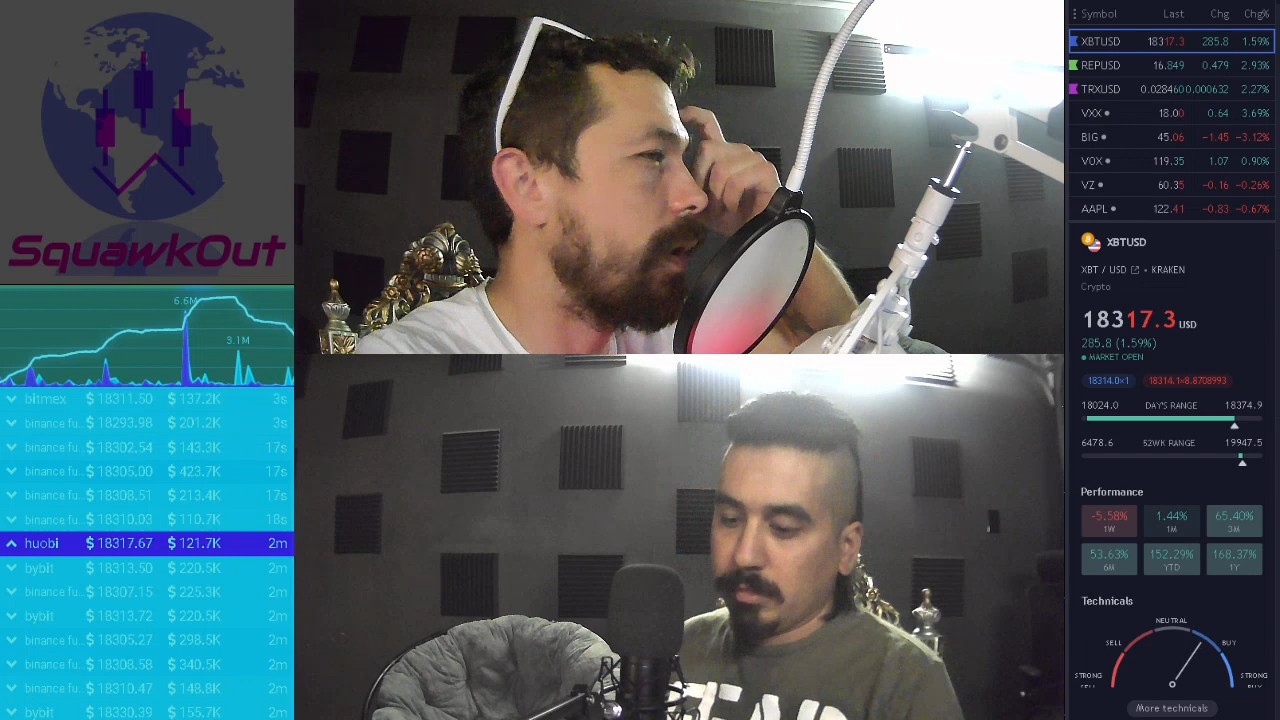 SquawkOut
6.6M
3.1M
bitmex $ 18311.50 $ 137.2K 3s
binance fu.. $ 18293.98 $ 201.2K 3s
binance fu.. $ 18302.54 $ 143.3K 17s
binance fu.. $ 18305.00 $ 423.7K 17s
binance fu.. $ 18308.51 $ 213.4K 17s
binance fu.. $ 18310.03 $ 110.7K 18s
huobi $ 18317.67 $ 121.7K 2m
bybit $ 18313.50 $ 220.5K 2m
binance fu.. $ 18307.15 $ 225.3K 2m
bybit $ 18313.72 $ 220.5K 2m
binance fu.. $ 18305.27 $ 298.5K 2m
binance fu.. $ 18308.58 $ 340.5K 2m
binance fu.. $ 18310.47 $ 148.8K 2m
bybit $ 18330.39 $ 155.7K 2m
Symbol Last Chg Chg%
XBTUSD 18317.3 285.8 1.59%
REPUSD 16.849 0.479 2.93%
TRXUSD 0.0284600.000632 2.27%
VXX 18.00 0.64 3.69%
BIG 45.06 −1.45 −3.12%
VOX 119.35 1.07 0.90%
VZ 60.35 −0.16 −0.26%
AAPL 122.41 −0.83 −0.67%
XBTUSD
XBT / USD • KRAKEN
Crypto
18317.3 USD
285.8 (1.59%)
MARKET OPEN
18314.0×1 18314.1×8.8708993
18024.0 DAY'S RANGE 18374.9
6478.6 52WK RANGE 19947.5
Performance
-5.58% 1.44% 65.40%
1W 1M 3M
53.63% 152.29% 168.37%
6M YTD 1Y
Technicals
NEUTRAL
SELL BUY
STRONG STRONG
More technicals